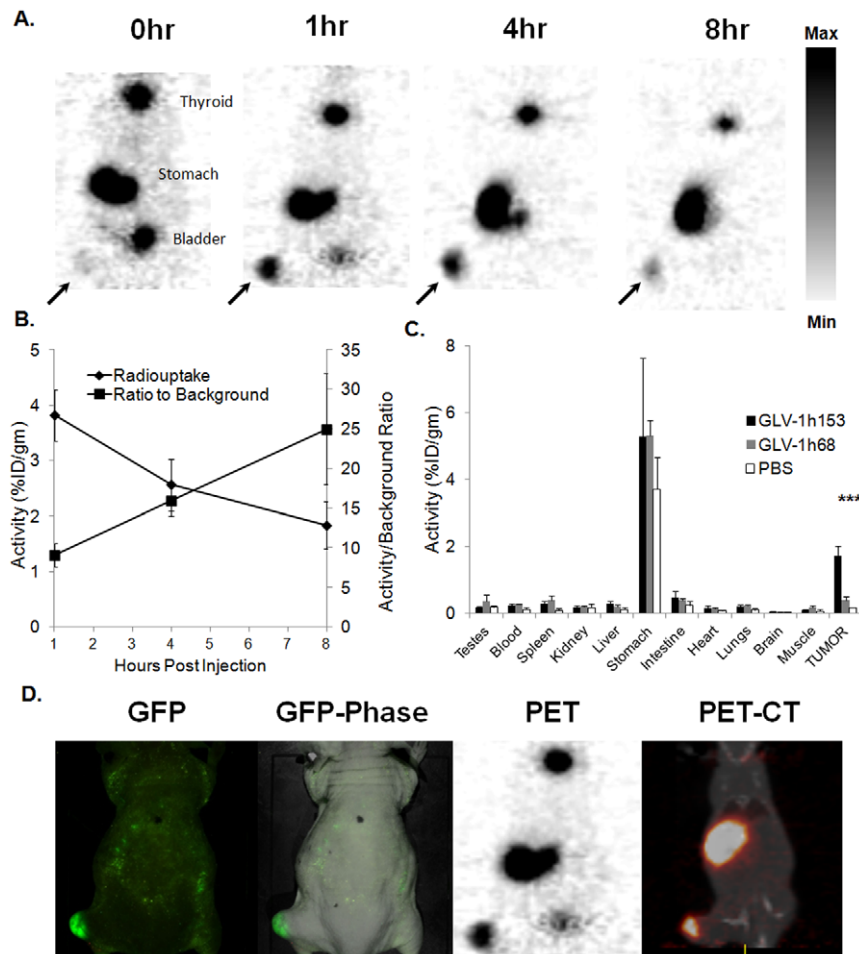 A.
0hr 1hr 4hr 8hr
Thyroid
Stomach
Bladder
Max
Min
B.
5
4
3
2
1
0
Activity (%ID/gm)
Radiouptake
Ratio to Background
35
30
25
20
15
10
5
0
Activity/Background Ratio
1 2 3 4 5 6 7 8
Hours Post Injection
C.
8
6
4
2
0
Activity (%ID/gm)
GLV-1h153
GLV-1h68
PBS
***
Testes
Blood
Spleen
Kidney
Liver
Stomach
Intestine
Heart
Lungs
Brain
Muscle
TUMOR
D.
GFP GFP-Phase PET PET-CT